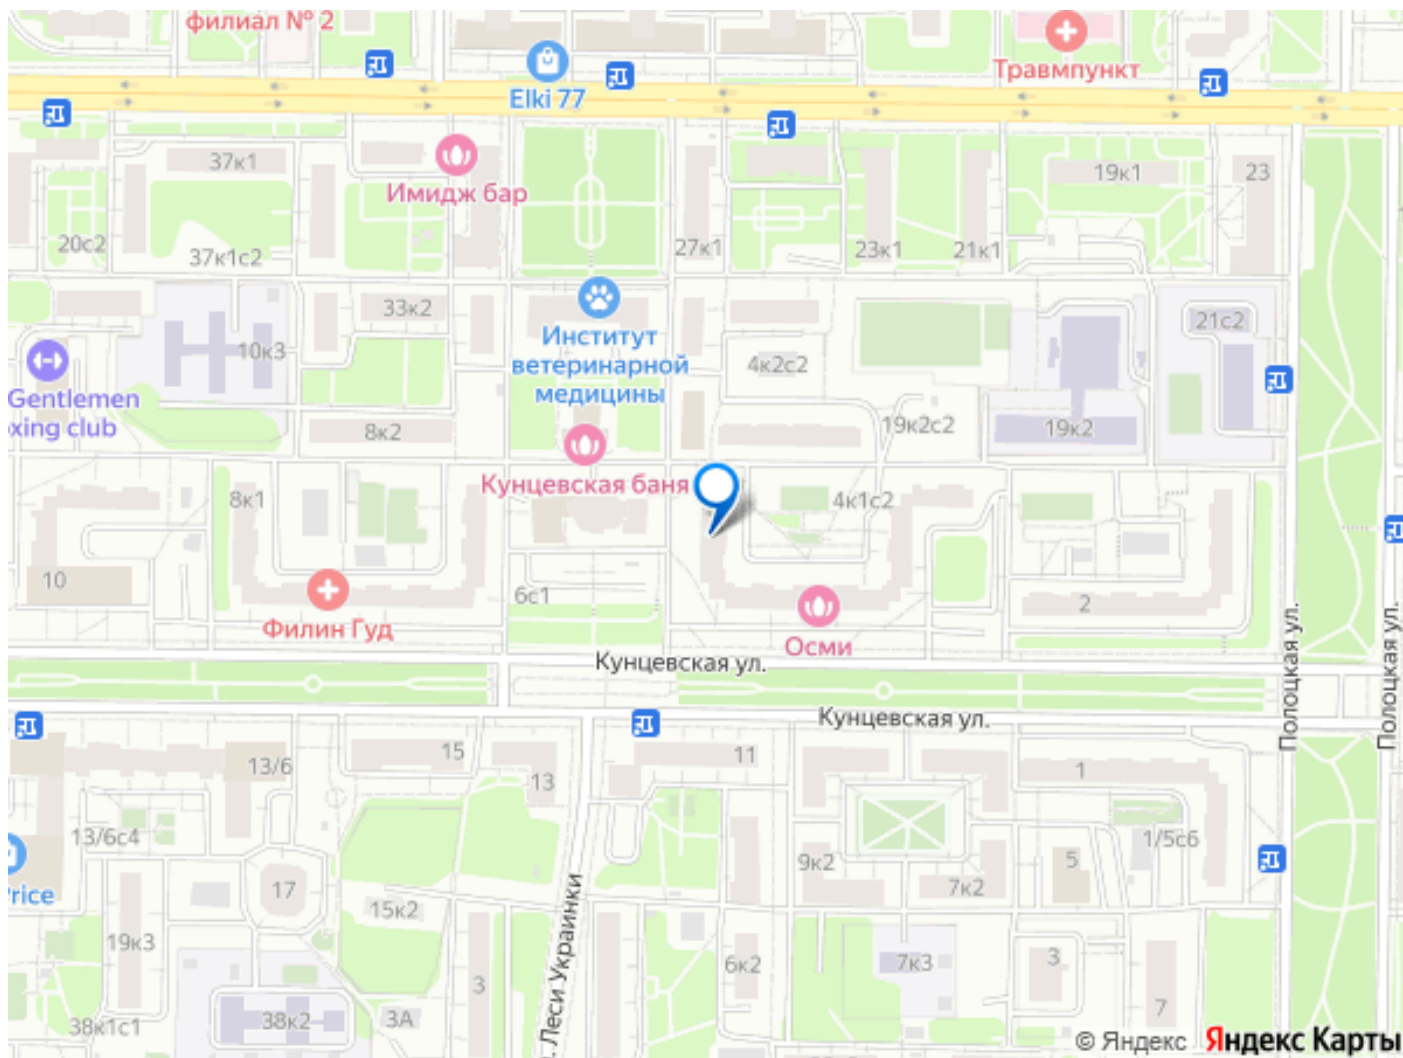 филиал № 2
Elki 77
Травмпункт
37к1
Имидж бар
19к1
23
20с2
37к1с2
27к1
23к1
21к1
33к2
Институт
ветеринарной
медицины
21с2
10к3
4к2с2
Gentlemen
xing club
8к2
19к2с2
19к2
Кунцевская баня
8к1
4к1с2
10
6с1
2
Филин Гуд
Осми
Кунцевская ул.
Полоцкая ул.
Полоцкая ул.
Кунцевская ул.
13/6
15
13
11
1
13/6с4
1/5с6
rice
17
9к2
7к2
5
15к2
19к3
. Леси Украинки
6к2
7к3
3
3
7
38к1с1
38к2
3А
© Яндекс Яндекс Карты